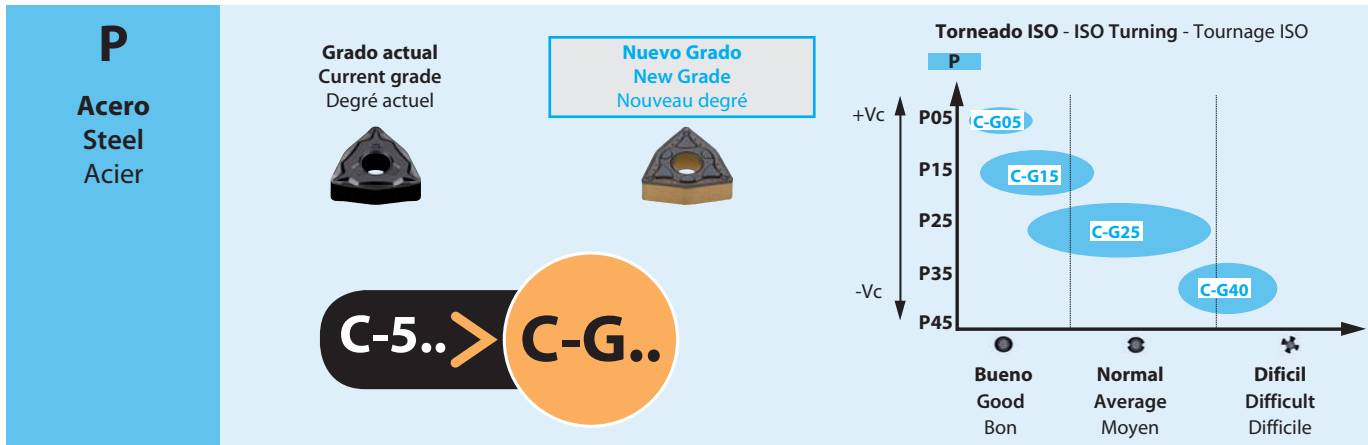 P
Acero
Steel
Acier
Grado actual
Current grade
Degré actuel
Nuevo Grado
New Grade
Nouveau degré
C-5.. > C-G..
Torneado ISO - ISO Turning - Tournage ISO
P
+Vc
-Vc
P05
P15
P25
P35
P45
C-G05
C-G15
C-G25
C-G40
Bueno
Good
Bon
Normal
Average
Moyen
Dificil
Difficult
Difficile